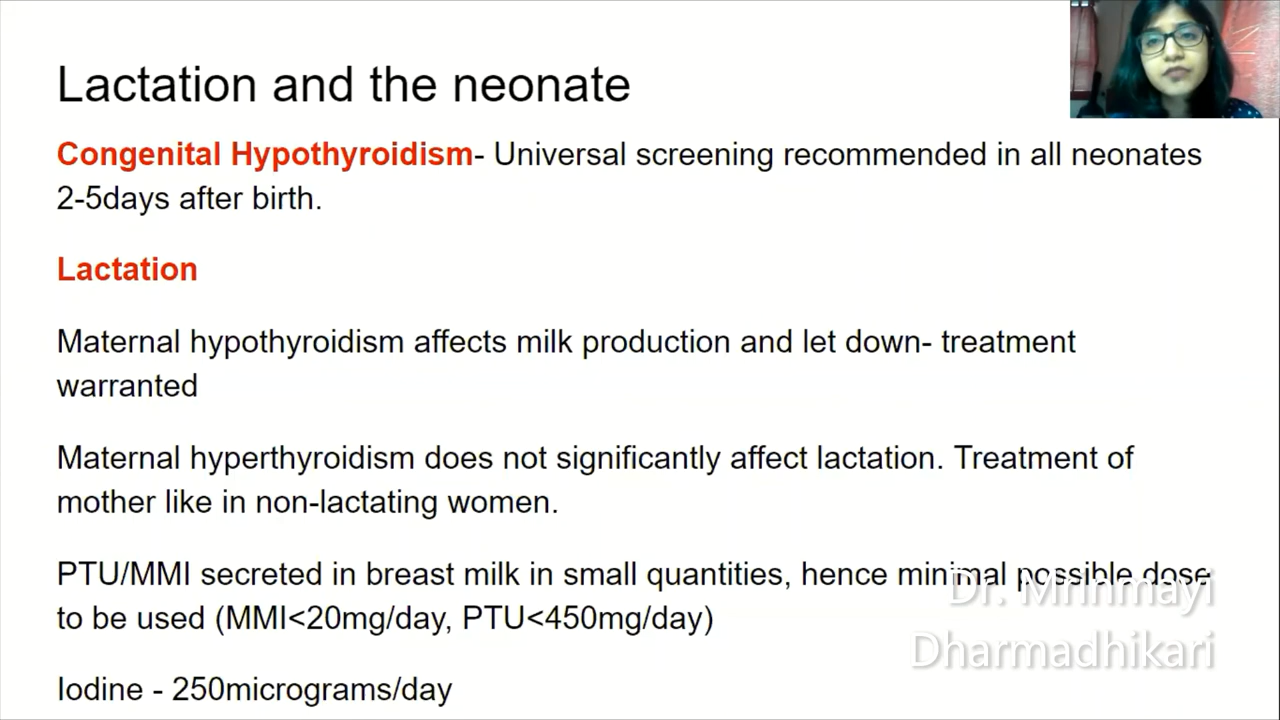 Lactation and the neonate
Congenital Hypothyroidism- Universal screening recommended in all neonates
2-5days after birth.
Lactation
Maternal hypothyroidism affects milk production and let down- treatment
warranted
Maternal hyperthyroidism does not significantly affect lactation. Treatment of
mother like in non-lactating women.
PTU/MMI secreted in breast milk in small quantities, hence minimal possible dose
to be used (MMI<20mg/day, PTU<450mg/day)
Dr. Mrinmayi
Dharmadhikari
Iodine - 250micrograms/day